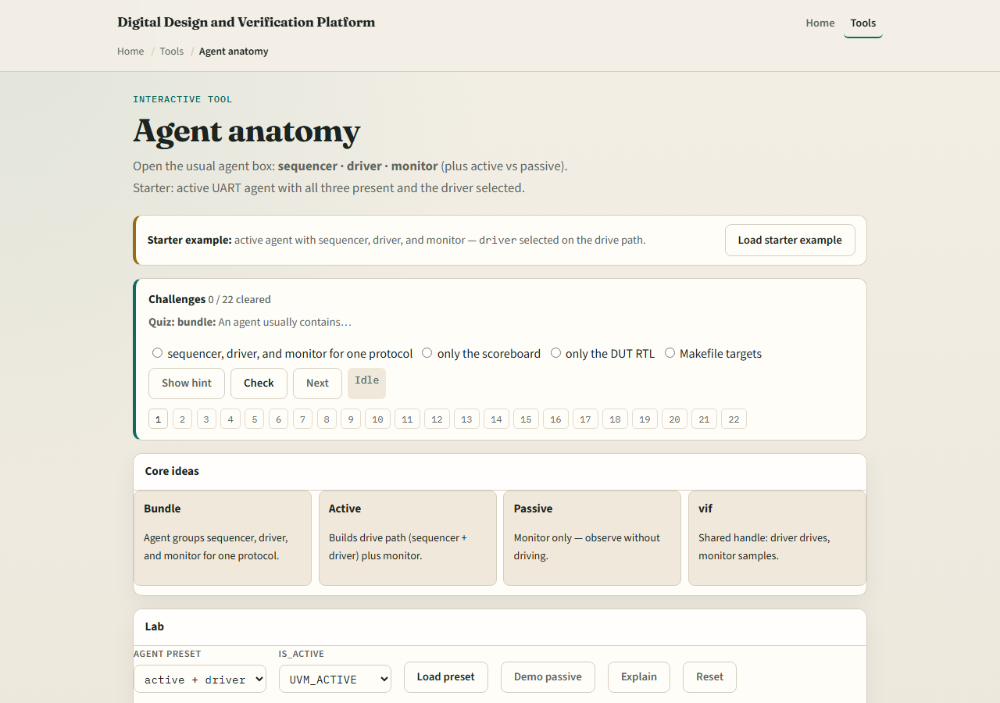 Digital Design and Verification Platform
Home Tools
Home / Tools / Agent anatomy
INTERACTIVE TOOL
Agent anatomy
Open the usual agent box: sequencer · driver · monitor (plus active vs passive).
Starter: active UART agent with all three present and the driver selected.
Starter example: active agent with sequencer, driver, and monitor — driver selected on the drive path.
Load starter example
Challenges 0 / 22 cleared
Quiz: bundle: An agent usually contains…
sequencer, driver, and monitor for one protocol only the scoreboard only the DUT RTL Makefile targets
Show hint Check Next Idle
1 2 3 4 5 6 7 8 9 10 11 12 13 14 15 16 17 18 19 20 21 22
Core ideas
Bundle
Agent groups sequencer, driver,
and monitor for one protocol.
Active
Builds drive path (sequencer +
driver) plus monitor.
Passive
Monitor only — observe without
driving.
vif
Shared handle: driver drives,
monitor samples.
Lab
AGENT PRESET IS_ACTIVE
active + driver UVM_ACTIVE Load preset Demo passive Explain Reset